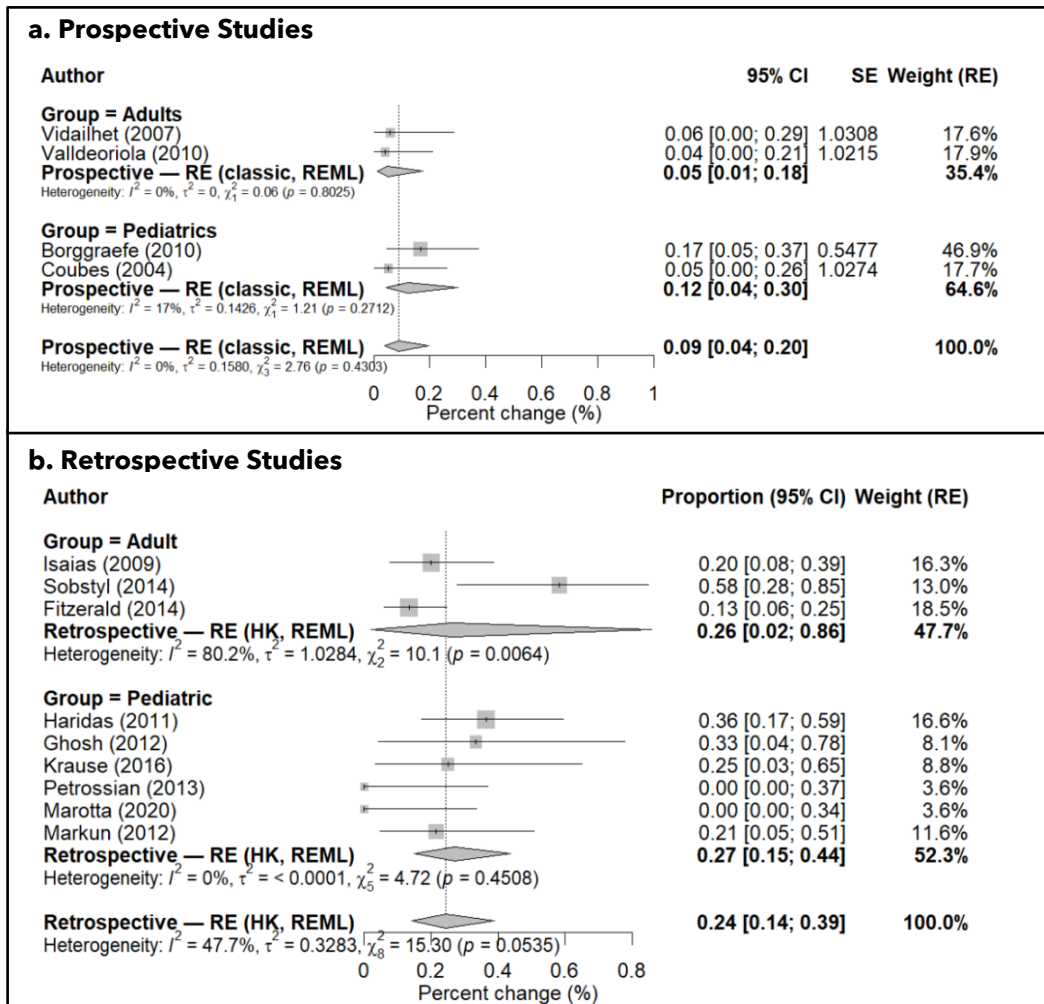 a. Prospective Studies
Author 95% CI SE Weight (RE)
Group = Adults
Vidailhet (2007) 0.06 [0.00; 0.29] 1.0308 17.6%
Valldeoriola (2010) 0.04 [0.00; 0.21] 1.0215 17.9%
Prospective — RE (classic, REML) 0.05 [0.01; 0.18] 35.4%
Heterogeneity: I² = 0%, τ² = 0, χ²₁ = 0.06 (p = 0.8025)
Group = Pediatrics
Borggraefe (2010) 0.17 [0.05; 0.37] 0.5477 46.9%
Coubes (2004) 0.05 [0.00; 0.26] 1.0274 17.7%
Prospective — RE (classic, REML) 0.12 [0.04; 0.30] 64.6%
Heterogeneity: I² = 17%, τ² = 0.1426, χ²₁ = 1.21 (p = 0.2712)
Prospective — RE (classic, REML) 0.09 [0.04; 0.20] 100.0%
Heterogeneity: I² = 0%, τ² = 0.1580, χ²₃ = 2.76 (p = 0.4303)
0 0.2 0.4 0.6 0.8 1
Percent change (%)
b. Retrospective Studies
Author Proportion (95% CI) Weight (RE)
Group = Adult
Isaias (2009) 0.20 [0.08; 0.39] 16.3%
Sobstyl (2014) 0.58 [0.28; 0.85] 13.0%
Fitzerald (2014) 0.13 [0.06; 0.25] 18.5%
Retrospective — RE (HK, REML) 0.26 [0.02; 0.86] 47.7%
Heterogeneity: I² = 80.2%, τ² = 1.0284, χ²₂ = 10.1 (p = 0.0064)
Group = Pediatric
Haridas (2011) 0.36 [0.17; 0.59] 16.6%
Ghosh (2012) 0.33 [0.04; 0.78] 8.1%
Krause (2016) 0.25 [0.03; 0.65] 8.8%
Petrossian (2013) 0.00 [0.00; 0.37] 3.6%
Marotta (2020) 0.00 [0.00; 0.34] 3.6%
Markun (2012) 0.21 [0.05; 0.51] 11.6%
Retrospective — RE (HK, REML) 0.27 [0.15; 0.44] 52.3%
Heterogeneity: I² = 0%, τ² = < 0.0001, χ²₅ = 4.72 (p = 0.4508)
Retrospective — RE (HK, REML) 0.24 [0.14; 0.39] 100.0%
Heterogeneity: I² = 47.7%, τ² = 0.3283, χ²₈ = 15.30 (p = 0.0535)
0 0.2 0.4 0.6 0.8
Percent change (%)